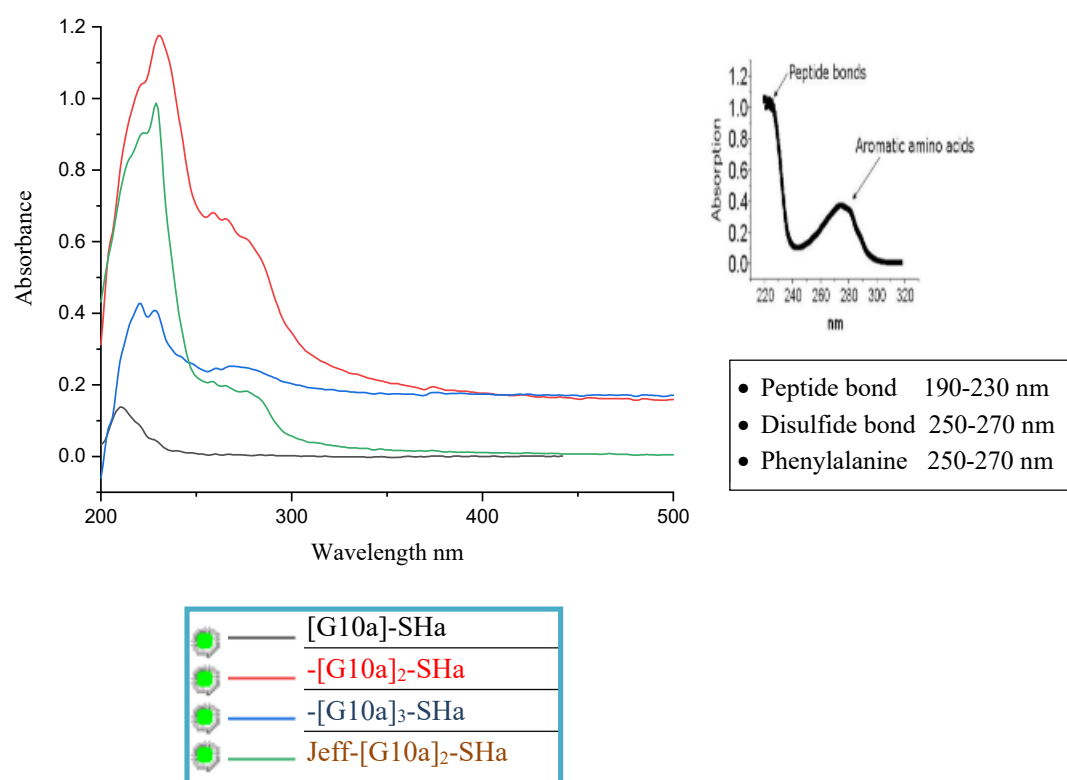 1.2
1.0
0.8
0.6
0.4
0.2
0.0
Absorbance
200
300
400
500
Wavelength nm
1.2
1.0
0.8
0.6
0.4
0.2
0.0
Absorption
Peptide bonds
Aromatic amino acids
220 240 260 280 300 320
nm
• Peptide bond 190-230 nm
• Disulfide bond 250-270 nm
• Phenylalanine 250-270 nm
[G10a]-SHa
-[G10a]₂-SHa
-[G10a]₃-SHa
Jeff-[G10a]₂-SHa